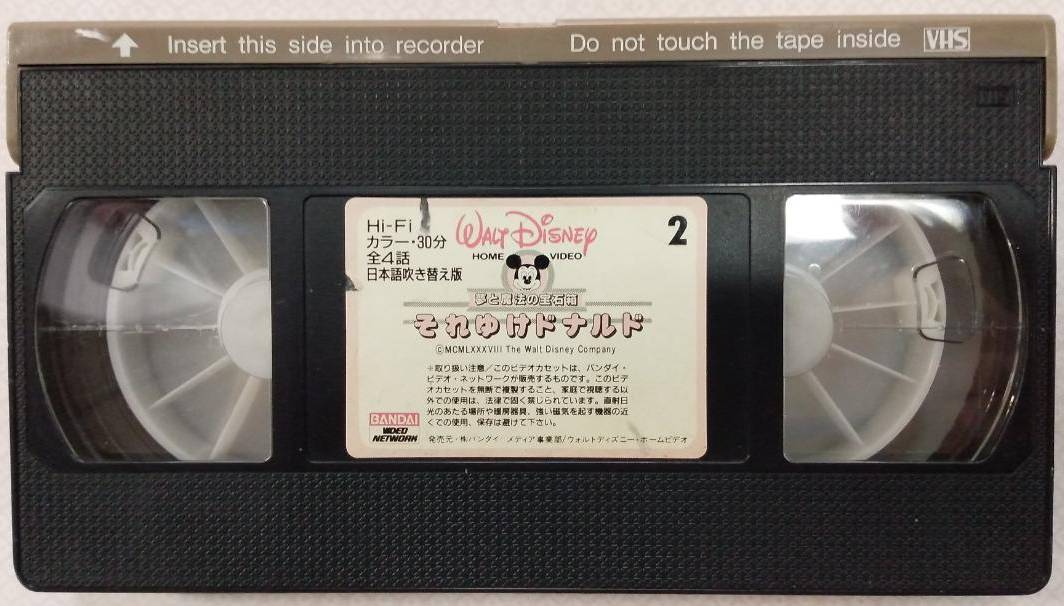 Insert this side into recorder
Do not touch the tape inside VHS
Hi-Fi
カラー・30分
全4話
日本語吹き替え版
WALT DISNEY
HOME VIDEO
2
夢と魔法の宝石箱
それゆけドナルド
©MCMLXXXVIII The Walt Disney Company
※取り扱い注意/このビデオカセットは、バンダイ・
ビデオ・ネットワークが販売するものです。このビデ
オカセットを無断で複製すること、家庭で視聴する以
外での使用は、法律で固く禁じられています。直射日
光のあたる場所や暖房器具、強い磁気を起す機器の近
くでの使用、保存は避けて下さい。
BANDAI
VIDEO
NETWORK
発売元・㈱バンダイ メディア事業部/ウォルトディズニー・ホームビデオ